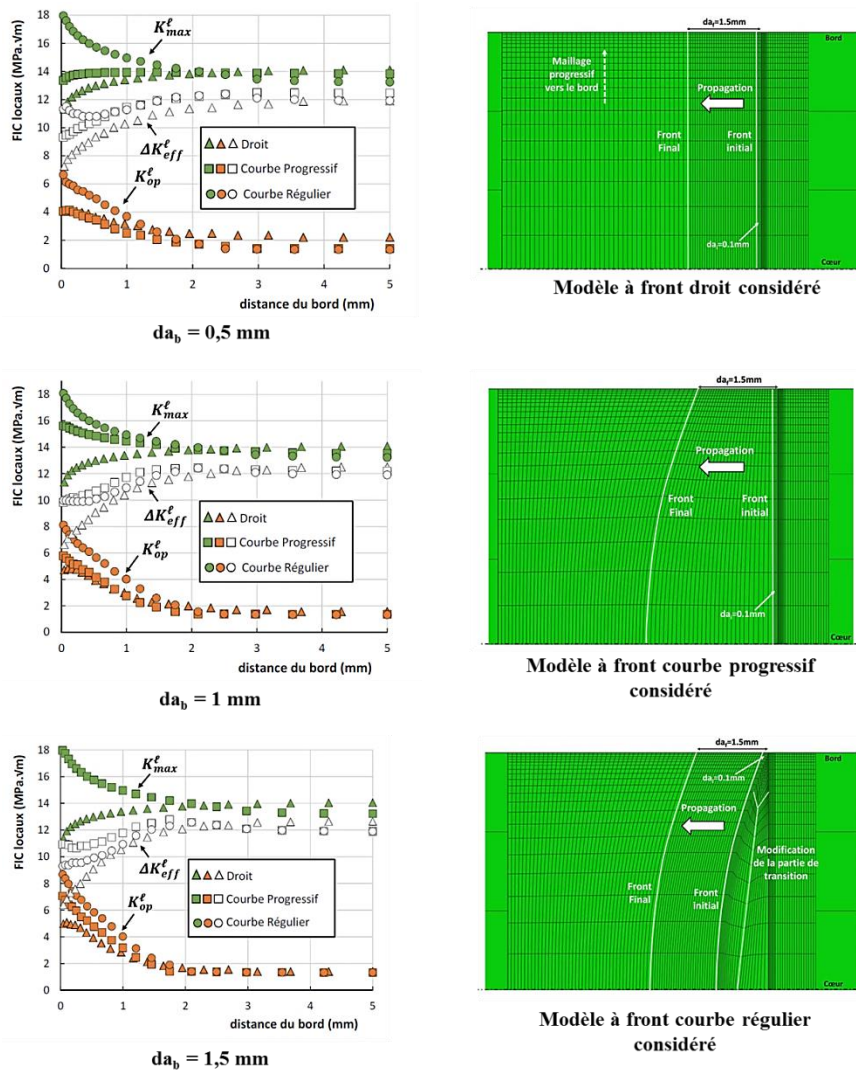 FIC locaux (MPa.√m)
18
16
14
12
10
8
6
4
2
0
K^ℓ_max
ΔK^ℓ_eff
K^ℓ_op
Droit
Courbe Progressif
Courbe Régulier
0 1 2 3 4 5
distance du bord (mm)
da_b = 0,5 mm
da_f=1.5mm
Bord
Maillage
progressif
vers le bord
Propagation
Front
Final
Front
initial
da_i=0.1mm
Cœur
Modèle à front droit considéré
FIC locaux (MPa.√m)
18
16
14
12
10
8
6
4
2
0
K^ℓ_max
ΔK^ℓ_eff
K^ℓ_op
Droit
Courbe Progressif
Courbe Régulier
0 1 2 3 4 5
distance du bord (mm)
da_b = 1 mm
da_f=1.5mm
Propagation
Front
Final
Front
initial
da_i=0.1mm
Cœur
Modèle à front courbe progressif
considéré
FIC locaux (MPa.√m)
18
16
14
12
10
8
6
4
2
0
K^ℓ_max
ΔK^ℓ_eff
K^ℓ_op
Droit
Courbe Progressif
Courbe Régulier
0 1 2 3 4 5
distance du bord (mm)
da_b = 1,5 mm
da_f=1.5mm
Bord
da_i=0.1mm
Propagation
Modification
de la partie de
transition
Front
Final
Front
initial
Cœur
Modèle à front courbe régulier
considéré